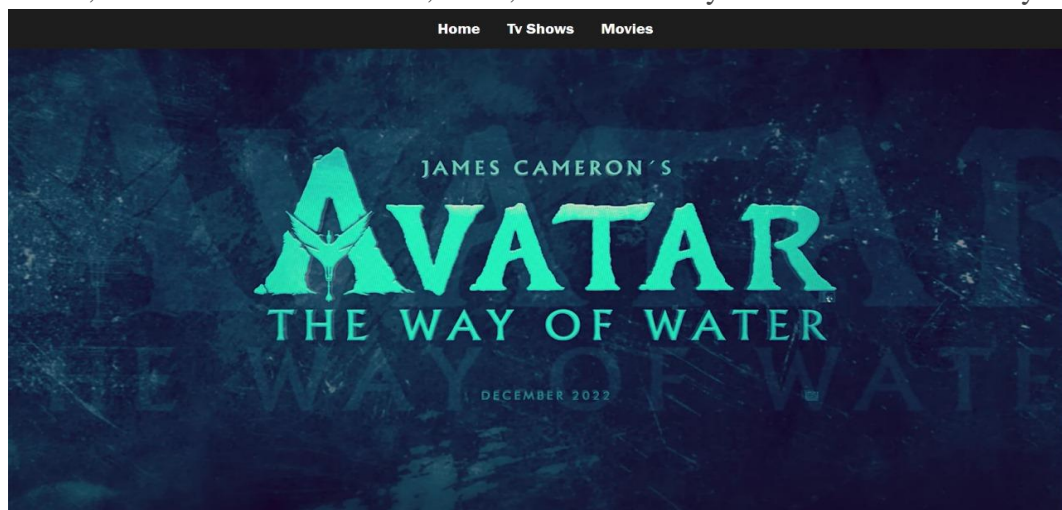 Home Tv Shows Movies
JAMES CAMERON´S
AVATAR
THE WAY OF WATER
DECEMBER 2022